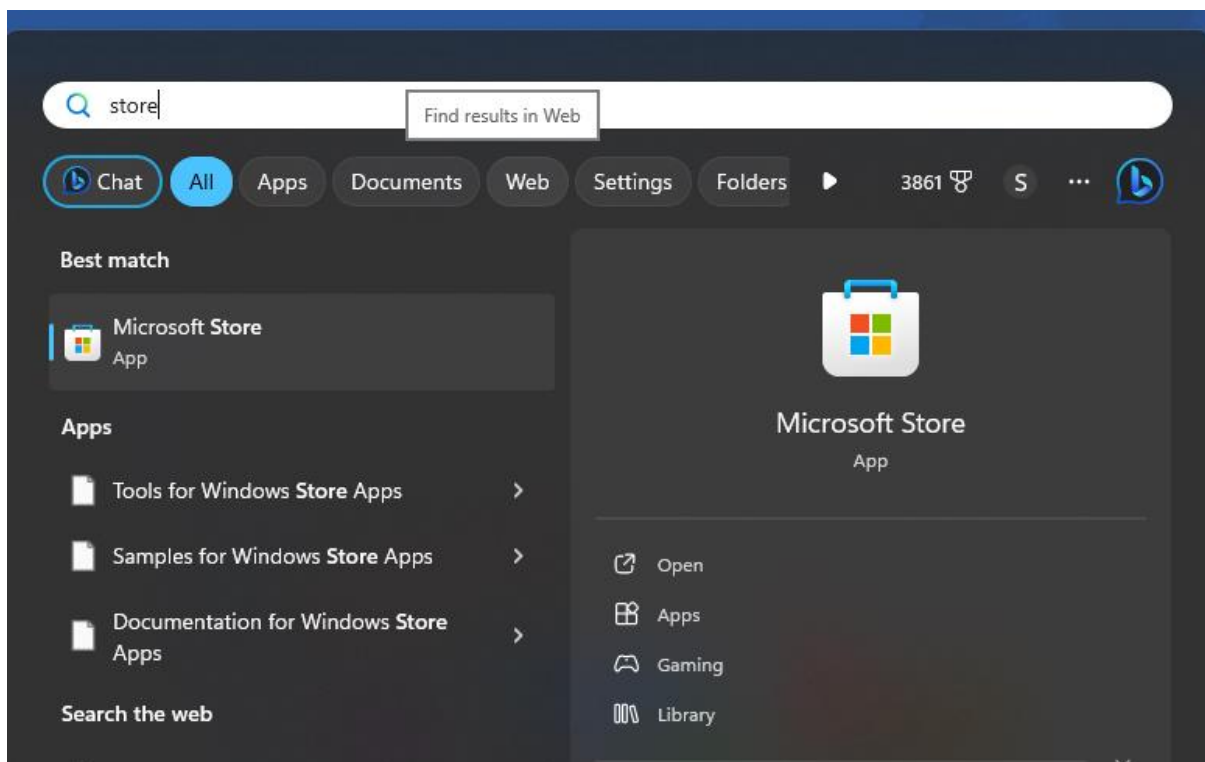 store
Find results in Web
Chat All Apps Documents Web Settings Folders 3861 S ...
Best match
Microsoft Store
App
Apps
Tools for Windows Store Apps
Samples for Windows Store Apps
Documentation for Windows Store
Apps
Search the web
Microsoft Store
App
Open
Apps
Gaming
Library